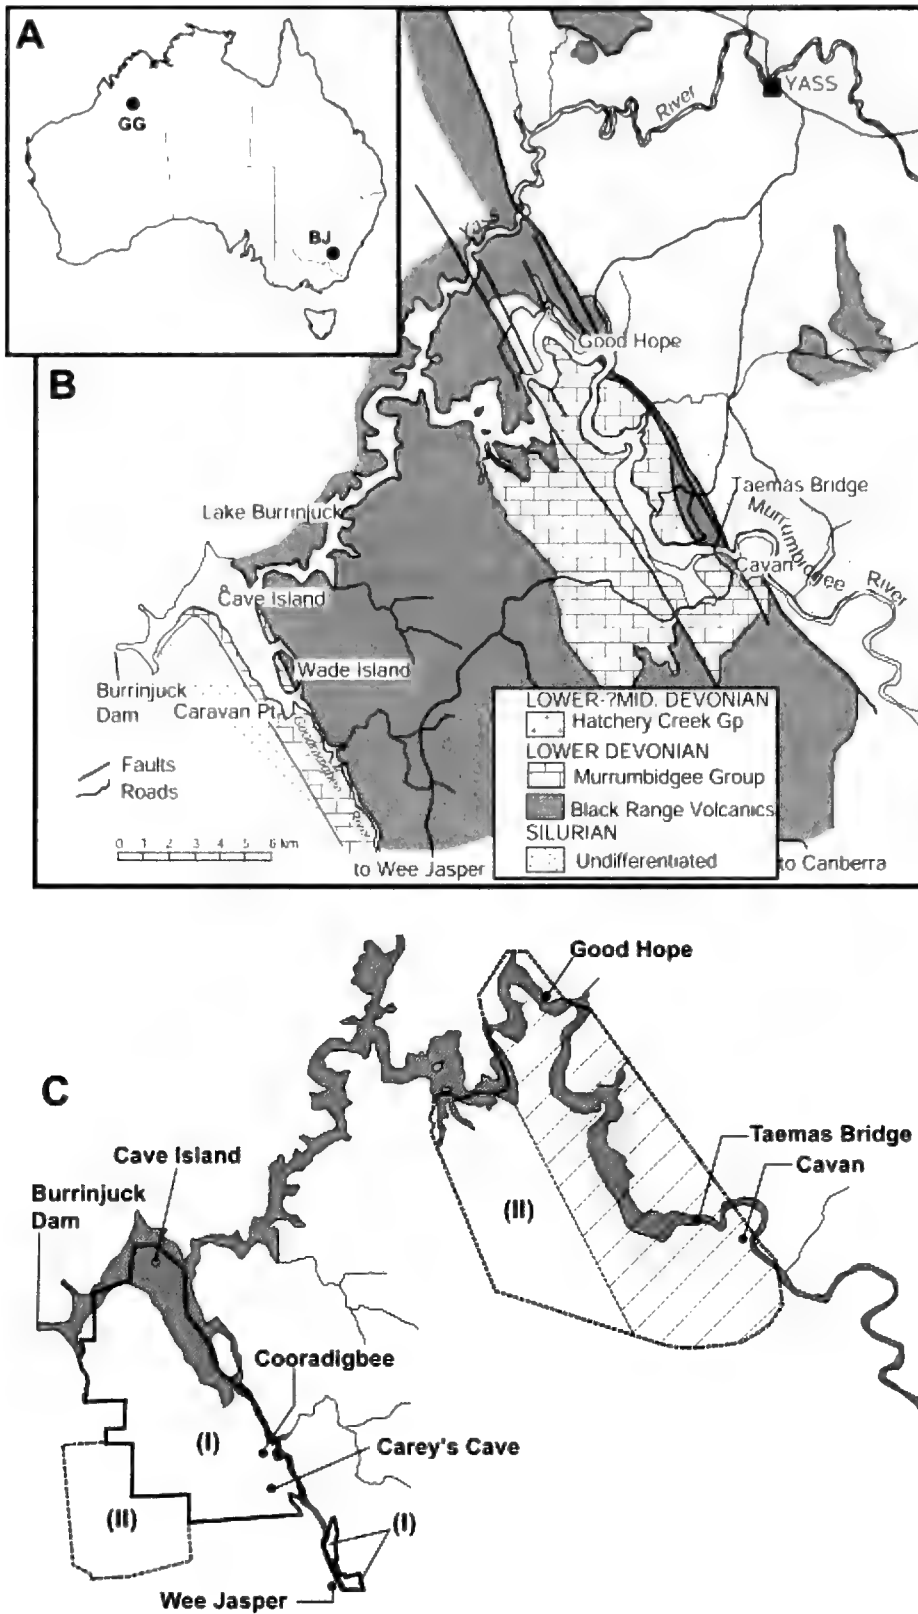 A
GG
BJ
B
River
YASS
Good Hope
Taemas Bridge
Murrumbidgee
River
Cavan
Lake Burrinjuck
Cave Island
Wade Island
Burrinjuck
Dam
Caravan Pt.
Goodradigbee
River
Faults
Roads
0 1 2 3 4 5 6 km
to Wee Jasper
to Canberra
LOWER-?MID. DEVONIAN
Hatchery Creek Gp
LOWER DEVONIAN
Murrumbidgee Group
Black Range Volcanics
SILURIAN
Undifferentiated
C
Good Hope
Taemas Bridge
Cavan
(II)
Cave Island
Burrinjuck
Dam
Cooradigbee
(I)
Carey's Cave
(II)
(I)
Wee Jasper